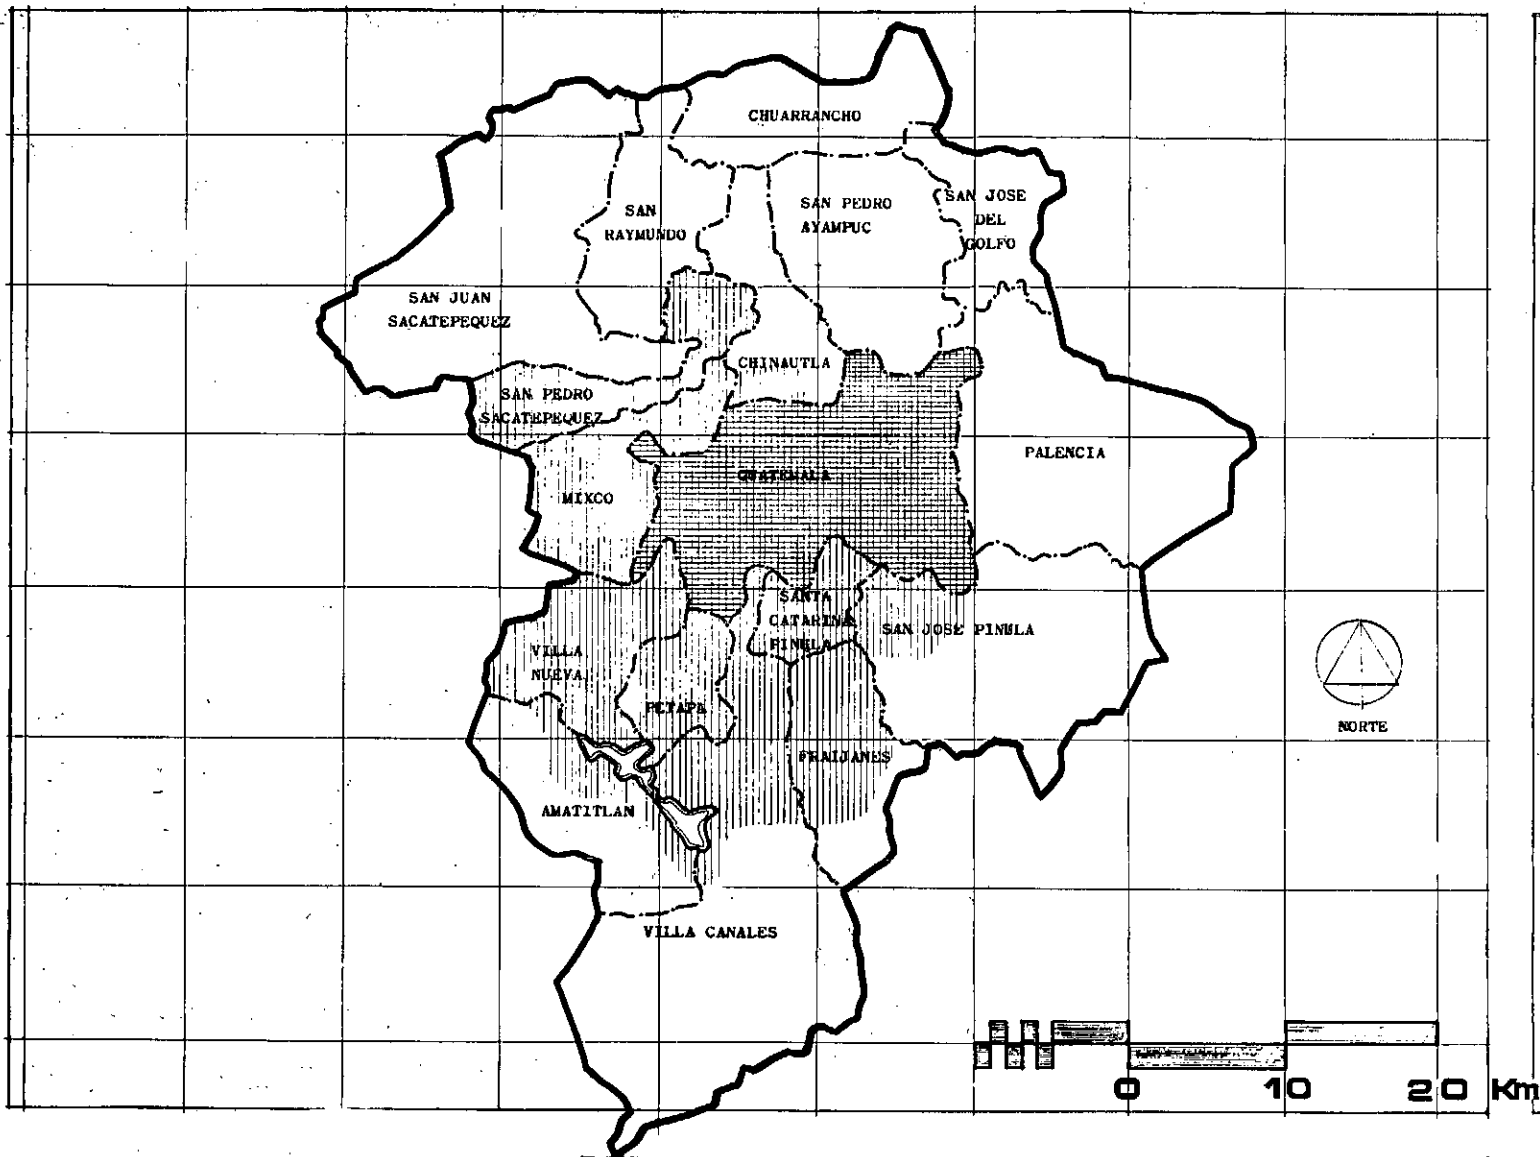 CHUARRANCHO
SAN JOSE
DEL
GOLFO
SAN PEDRO
AYAMPUC
SAN
RAYMUNDO
SAN JUAN
SACATEPEQUEZ
CHINAUTLA
SAN PEDRO
SACATEPEQUEZ
PALENCIA
GUATEMALA
MIXCO
SANTA
CATARINA
PINULA
SAN JOSE PINULA
VILLA
NUEVA
PETAPA
NORTE
FRAIJANES
AMATITLAN
VILLA CANALES
0 10 20 Km